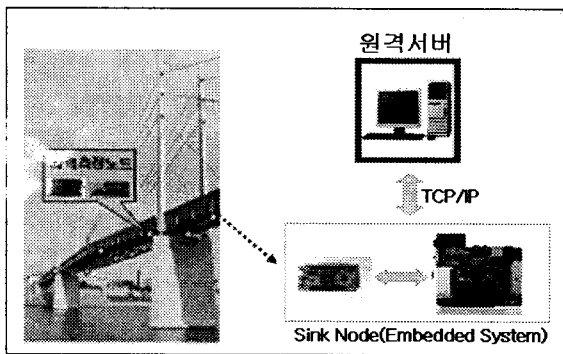 원격서버
TCP/IP
Sink Node(Embedded System)